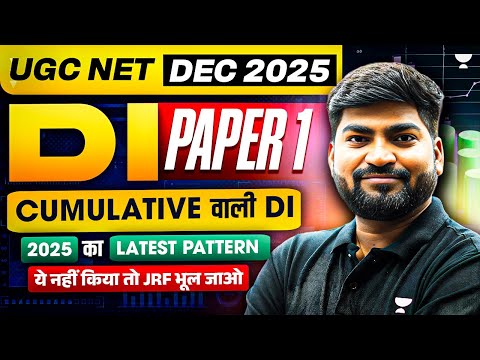 UGC NET DEC 2025
DI PAPER 1
CUMULATIVE वाली DI
2025 का LATEST PATTERN
ये नहीं किया तो JRF भूल जाओ